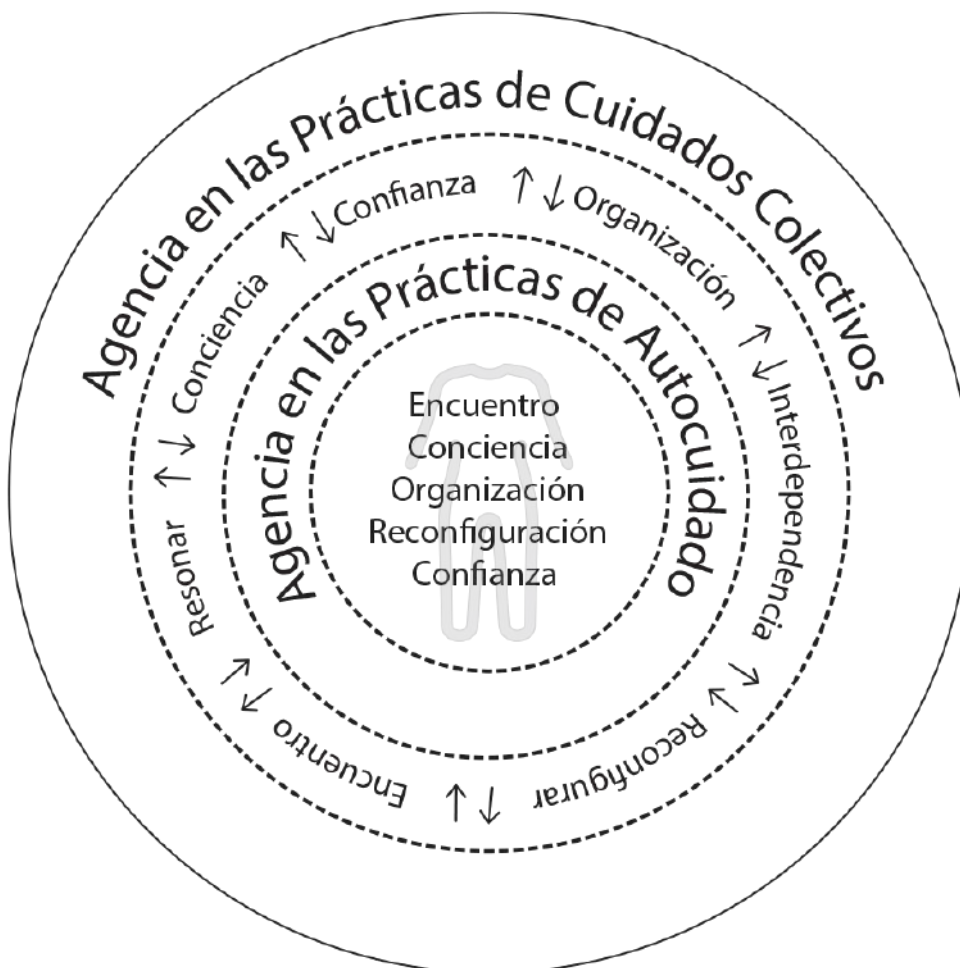 Agencia en las Prácticas de Cuidados Colectivos
↑↓ Confianza
↑↓ Organización
↑↓ Interdependencia
↑↓ Reconfigurar
↑↓ Encuentro
↑↓ Resonar
↑↓ Conciencia
Agencia en las Prácticas de Autocuidado
Encuentro
Conciencia
Organización
Reconfiguración
Confianza